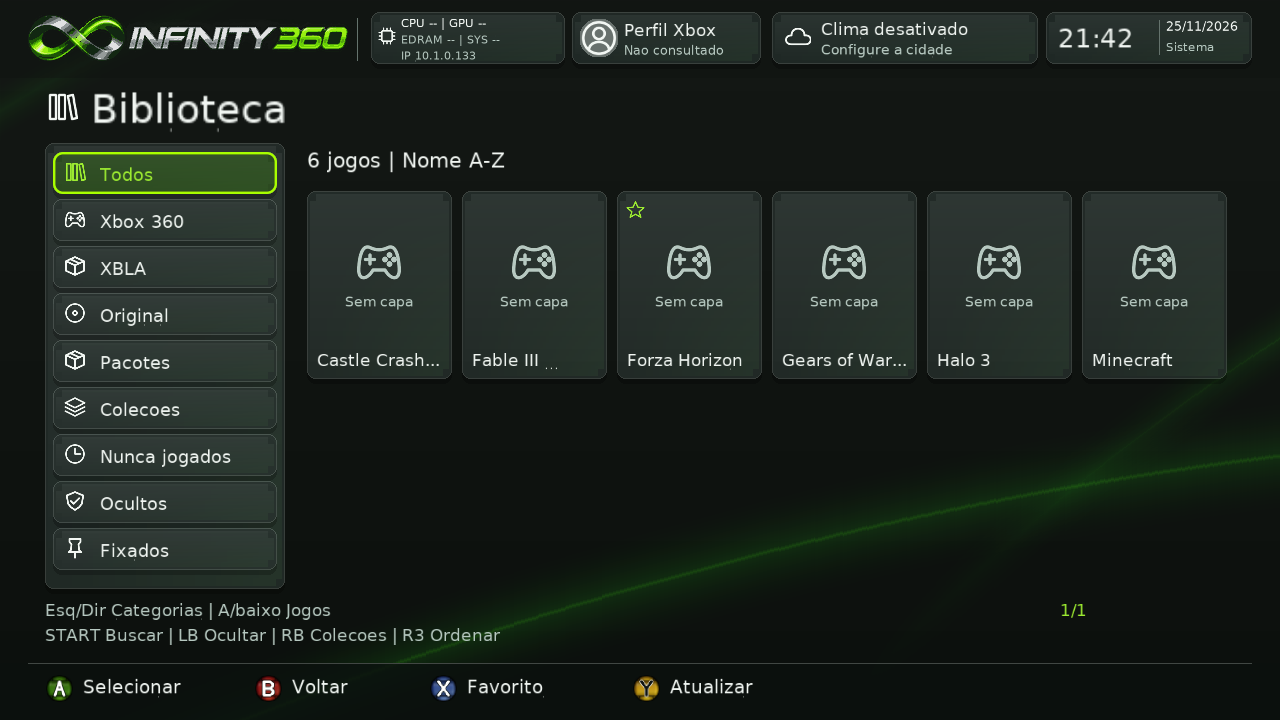 INFINITY 360
CPU -- | GPU --
EDRAM -- | SYS --
IP 10.1.0.133
Perfil Xbox
Nao consultado
Clima desativado
Configure a cidade
21:42
25/11/2026
Sistema
Biblioteca
Todos
Xbox 360
XBLA
Original
Pacotes
Colecoes
Nunca jogados
Ocultos
Fixados
6 jogos | Nome A-Z
Sem capa
Castle Crash...
Sem capa
Fable III ...
Sem capa
Forza Horizon
Sem capa
Gears of War...
Sem capa
Halo 3
Sem capa
Minecraft
Esq/Dir Categorias | A/baixo Jogos
1/1
START Buscar | LB Ocultar | RB Colecoes | R3 Ordenar
A Selecionar
B Voltar
X Favorito
Y Atualizar